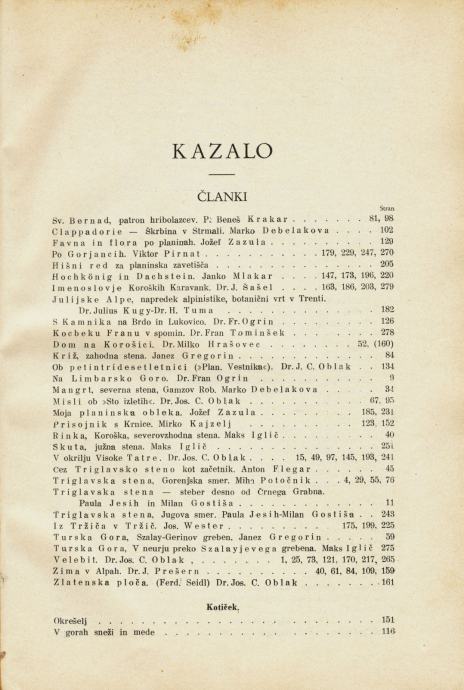 KAZALO
ČLANKI
Stran
Sv. Bernad, patron hribolazcev. P. Beneš Krakar . . . . . . . 81, 98
Clappadorie — Škrbina v Strmali. Marko Debelakova . . . . 102
Favna in flora po planinah. Jožef Zazula . . . . . . . . . . 129
Po Gorjancih. Viktor Pirnat . . . . . . . . . . . 179, 229, 247, 270
Hišni red za planinska zavetišča . . . . . . . . . . . . . . . 205
Hochkönig in Dachstein. Janko Mlakar . . . . 147, 173, 196, 220
Imenoslovje Koroških Karavank. Dr. J. Šašel . . . . 163, 186, 203, 279
Julijske Alpe, napredek alpinistike, botanični vrt v Trenti.
Dr. Julius Kugy-Dr. H. Tuma . . . . . . . . . . . . . . 182
S Kamnika na Brdo in Lukovico. Dr. Fr. Ogrin . . . . . . . . 126
Kocbeku Franu v spomin. Dr. Fran Tominšek . . . . . . . . 278
Dom na Korošici. Dr. Milko Hrašovec . . . . . . . . . 52, (160)
Križ, zahodna stena. Janez Gregorin . . . . . . . . . . . . 84
Ob petintridesetletnici (»Plan. Vestnika«). Dr. J. C. Oblak . . 134
Na Limbarsko Goro. Dr. Fran Ogrin . . . . . . . . . . . . 9
Mangrt, severna stena, Gamzov Rob. Marko Debelakova . . . . 34
Misli ob »Sto izletih«. Dr. Jos. C. Oblak . . . . . . . . . . 67, 95
Moja planinska obleka. Jožef Zazula . . . . . . . . . . 185, 231
Prisojnik s Krnice. Mirko Kajzelj . . . . . . . . . . . 123, 152
Rinka, Koroška, severovzhodna stena. Maks Iglič . . . . . . . . 40
Skuta, južna stena. Maks Iglič . . . . . . . . . . . . . . . 251
V okrilju Visoke Tatre. Dr. Jos. C. Oblak . . . . 15, 49, 97, 145, 193, 241
Čez Triglavsko steno kot začetnik. Anton Flegar . . . . . . . 45
Triglavska stena, Gorenjska smer. Miha Potočnik . . . 4, 29, 55, 76
Triglavska stena — steber desno od Črnega Grabna.
Paula Jesih in Milan Gostiša . . . . . . . . . . . . . . 11
Triglavska stena, Jugova smer. Paula Jesih-Milan Gostiša . . . 243
Iz Tržiča v Tržič. Jos. Wester . . . . . . . . . . . 175, 199, 225
Turska Gora, Szalay-Gerinov greben. Janez Gregorin . . . . . 59
Turska Gora, V neurju preko Szalayjevega grebena. Maks Iglič 275
Velebit. Dr. Jos. C. Oblak . . . . . . . 1, 25, 73, 121, 170, 217, 265
Zima v Alpah. Dr. J. Prešern . . . . . . . . . 40, 61, 84, 109, 159
Zlatenska ploča. (Ferd. Seidl) Dr. Jos. C. Oblak . . . . . . . 161
Kotiček.
Okrešelj . . . . . . . . . . . . . . . . . . . . . . . . 151
V gorah sneži in mede . . . . . . . . . . . . . . . . . . 116